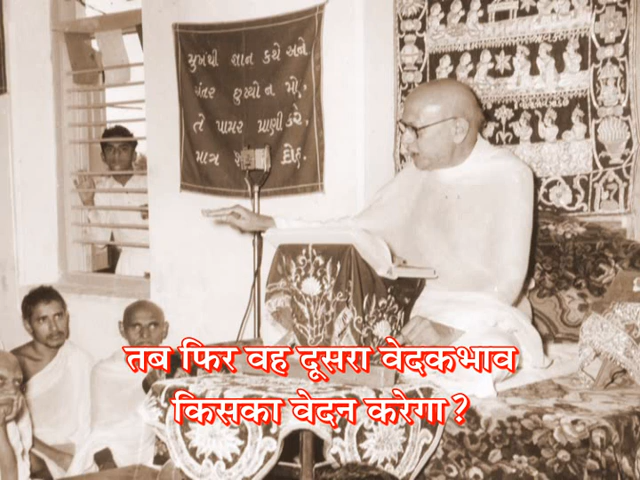 મુખથી જ્ઞાન કથે અને
અંતર છુટ્યો ન
તે પામર પ્રાણી કરે,
માત્ર દ્રોહ.
तब फिर वह दूसरा वेदकभाव
किसका वेदन करेगा?